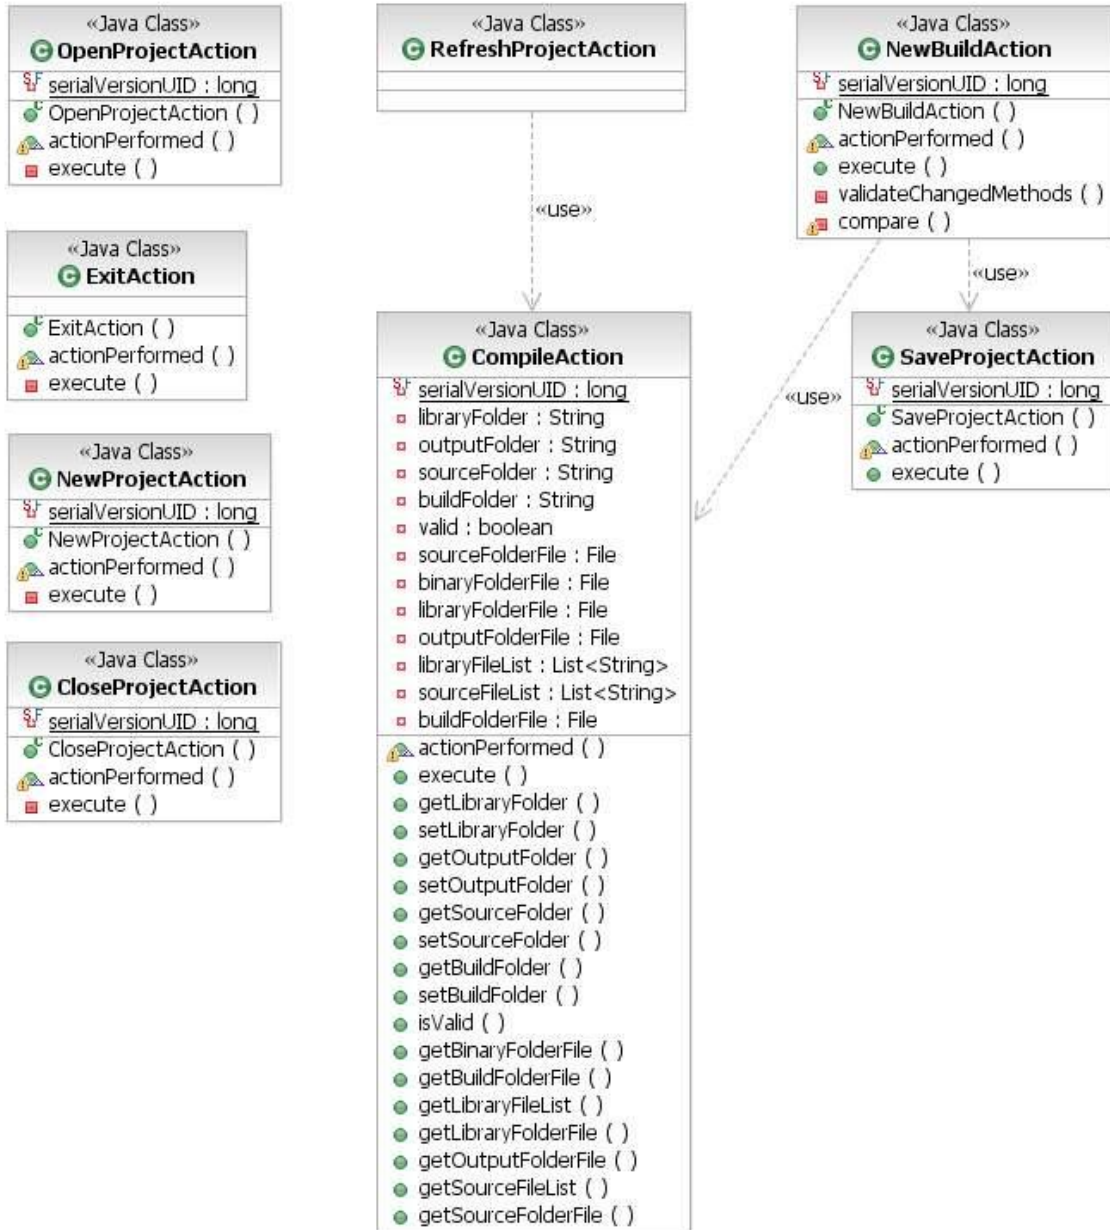 «Java Class»
OpenProjectAction
serialVersionUID : long
OpenProjectAction ( )
actionPerformed ( )
execute ( )
«Java Class»
ExitAction
ExitAction ( )
actionPerformed ( )
execute ( )
«Java Class»
NewProjectAction
serialVersionUID : long
NewProjectAction ( )
actionPerformed ( )
execute ( )
«Java Class»
CloseProjectAction
serialVersionUID : long
CloseProjectAction ( )
actionPerformed ( )
execute ( )
«Java Class»
RefreshProjectAction
«use»
«Java Class»
CompileAction
serialVersionUID : long
libraryFolder : String
outputFolder : String
sourceFolder : String
buildFolder : String
valid : boolean
sourceFolderFile : File
binaryFolderFile : File
libraryFolderFile : File
outputFolderFile : File
libraryFileList : List<String>
sourceFileList : List<String>
buildFolderFile : File
actionPerformed ( )
execute ( )
getLibraryFolder ( )
setLibraryFolder ( )
getOutputFolder ( )
setOutputFolder ( )
getSourceFolder ( )
setSourceFolder ( )
getBuildFolder ( )
setBuildFolder ( )
isValid ( )
getBinaryFolderFile ( )
getBuildFolderFile ( )
getLibraryFileList ( )
getLibraryFolderFile ( )
getOutputFolderFile ( )
getSourceFileList ( )
getSourceFolderFile ( )
«Java Class»
NewBuildAction
serialVersionUID : long
NewBuildAction ( )
actionPerformed ( )
execute ( )
validateChangedMethods ( )
compare ( )
«use»
«use»
«Java Class»
SaveProjectAction
serialVersionUID : long
SaveProjectAction ( )
actionPerformed ( )
execute ( )